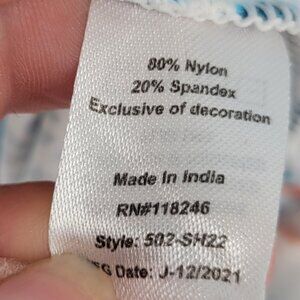 80% Nylon
20% Spandex
Exclusive of decoration
Made in India
RN#118246
Style: 502-SH22
Date: J-12/2021